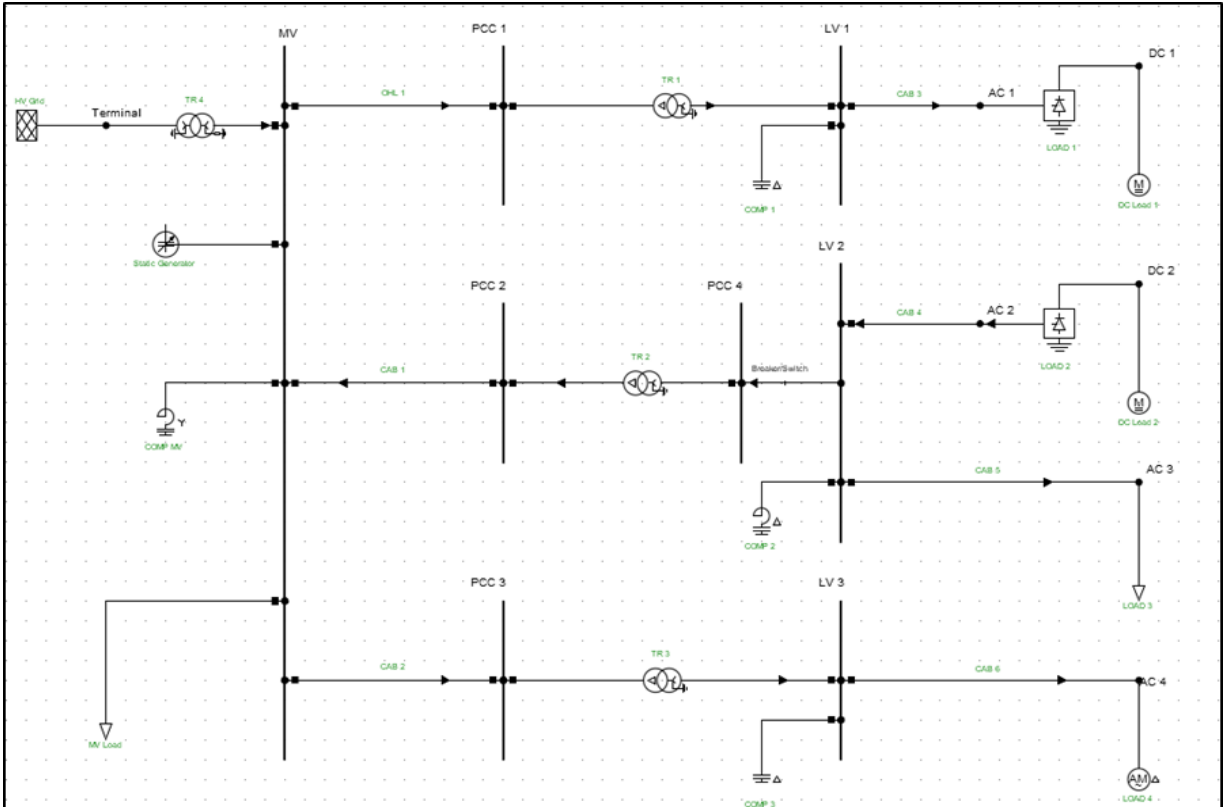 MV
PCC 1
LV 1
DC 1
HV Grid
Terminal
TR 4
OHL 1
TR 1
CAB 3
AC 1
LOAD 1
COMP 1
DC Load 1
M
Static Generator
PCC 2
PCC 4
LV 2
DC 2
CAB 4
AC 2
LOAD 2
TR 2
CAB 1
Breaker/Switch
M
DC Load 2
COMP MV
Y
CAB 5
AC 3
COMP 2
LOAD 3
PCC 3
LV 3
TR 3
CAB 2
CAB 6
AC 4
MV Load
COMP 3
AM
LOAD 4